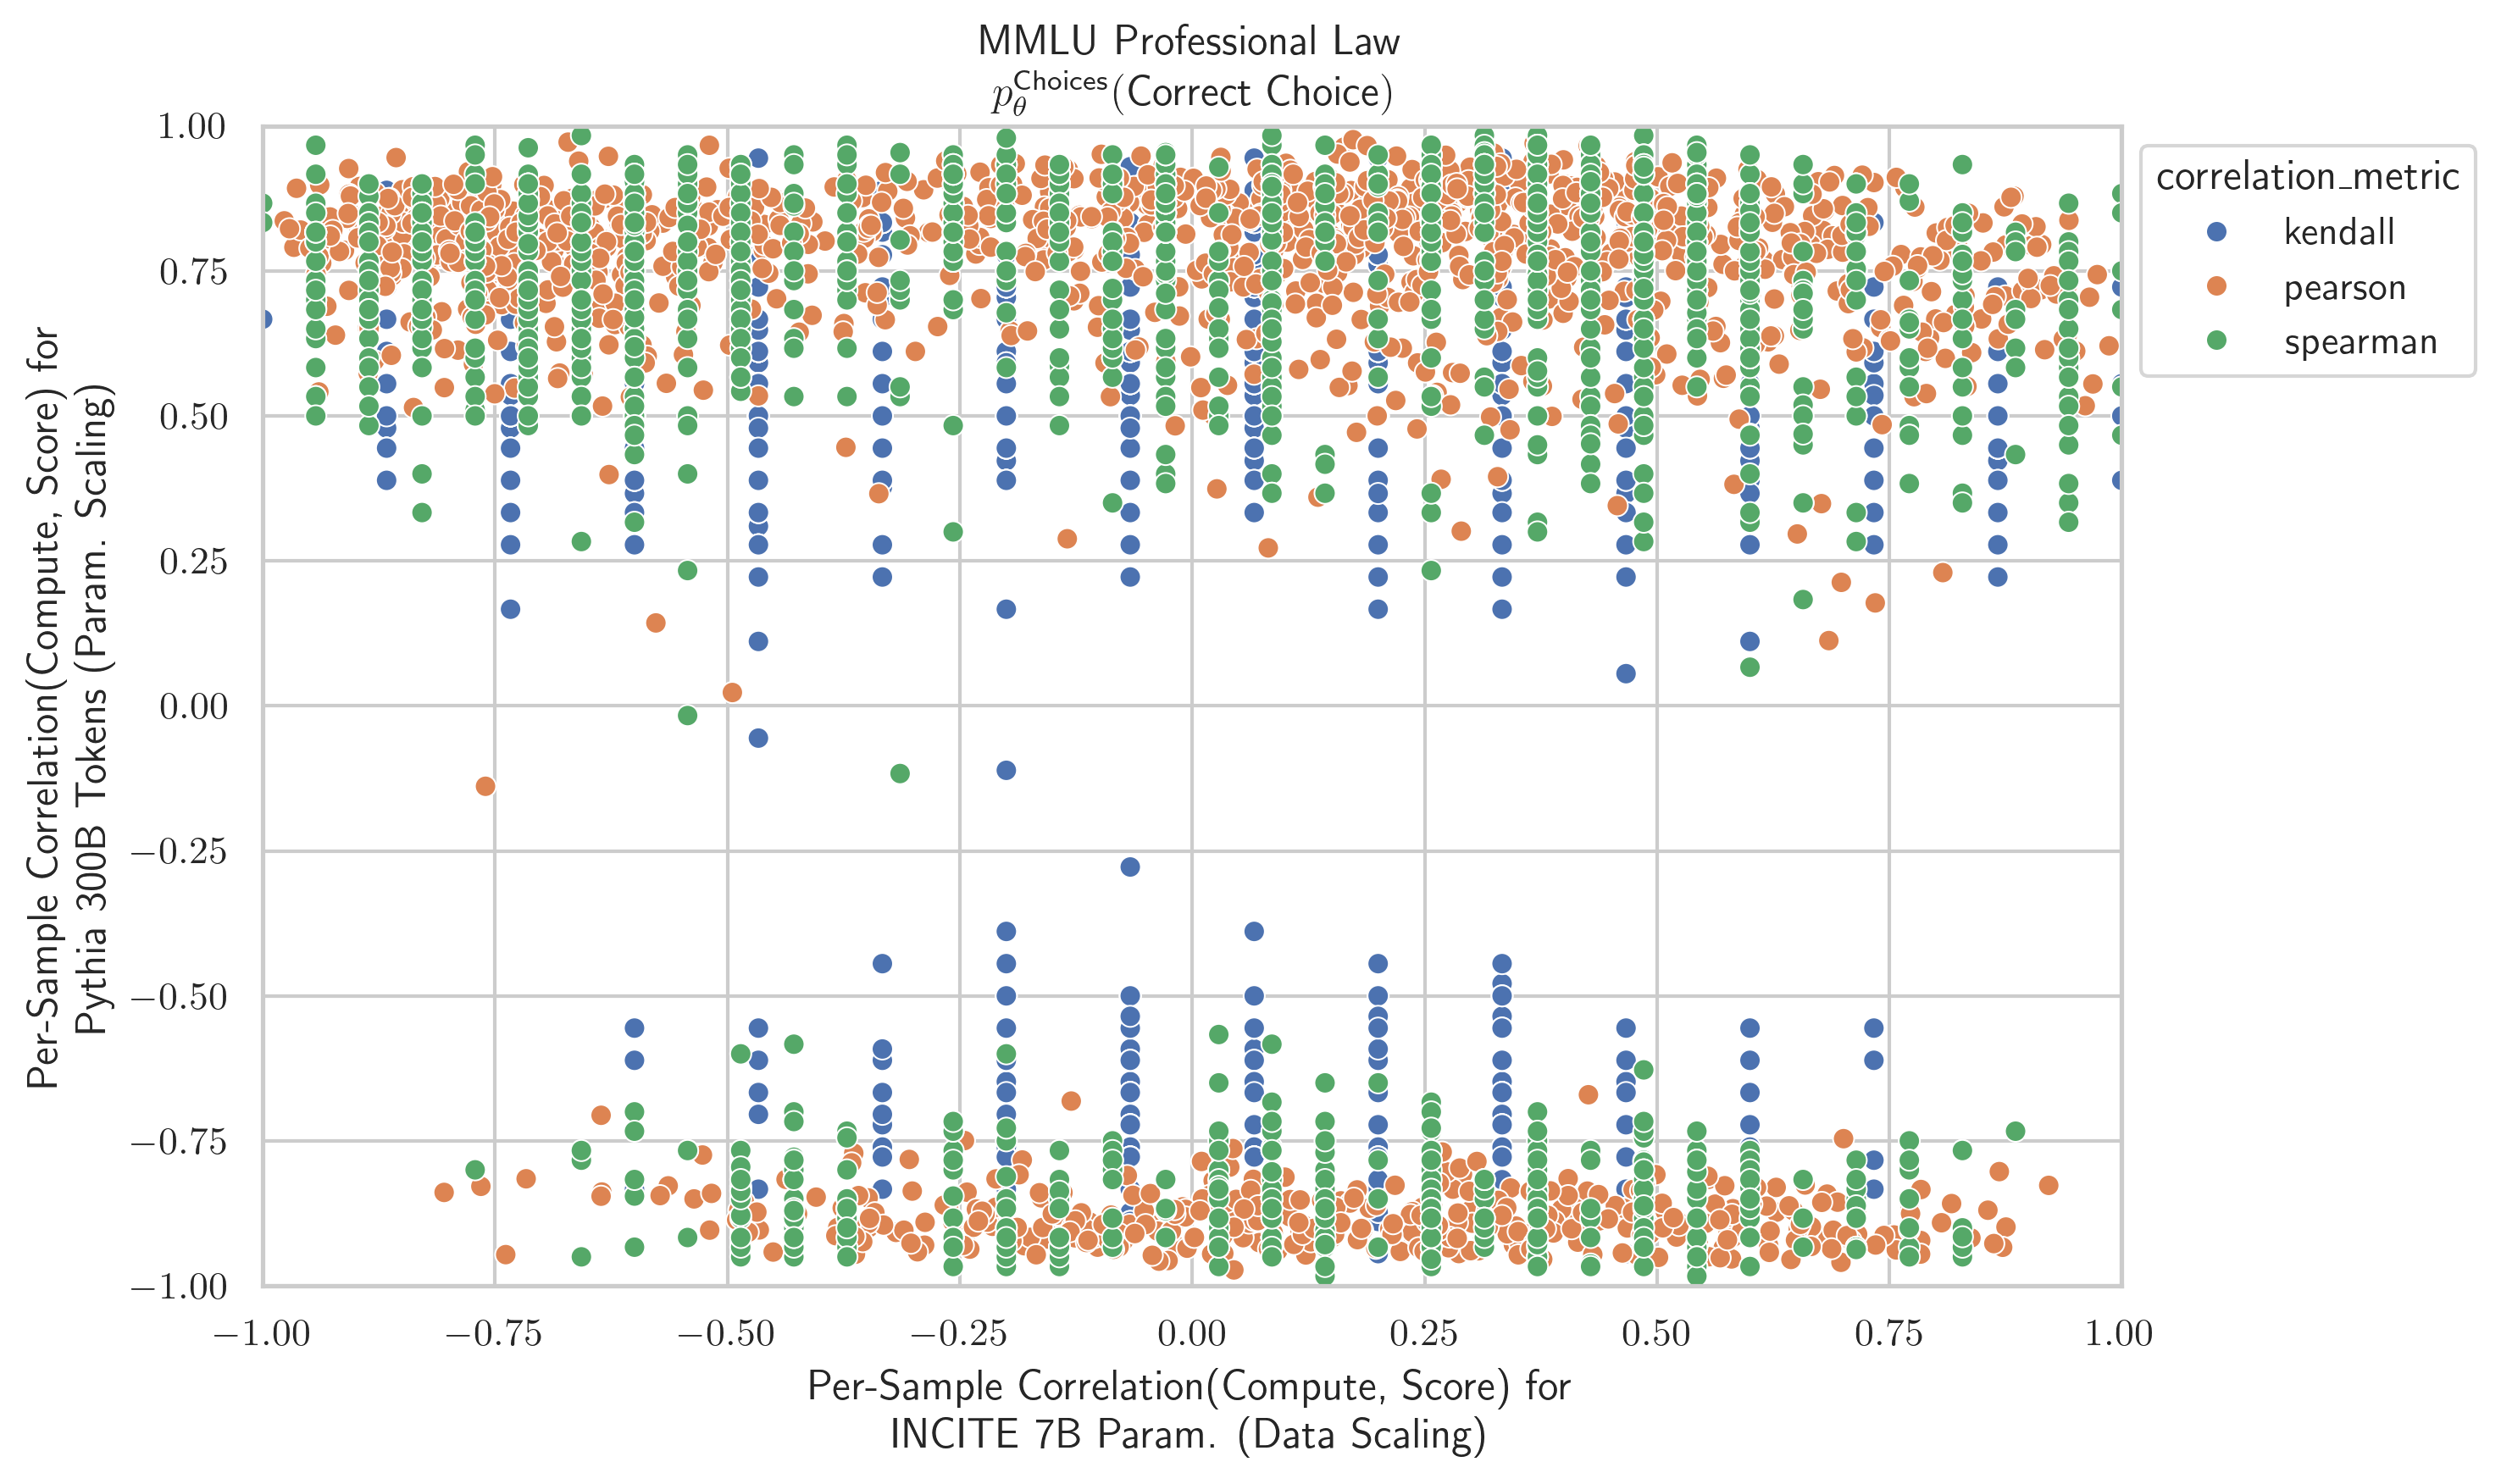 MMLU Professional Law
p_θ^Choices(Correct Choice)
Per-Sample Correlation(Compute, Score) for
Pythia 300B Tokens (Param. Scaling)
1.00
0.75
0.50
0.25
0.00
−0.25
−0.50
−0.75
−1.00
correlation_metric
kendall
pearson
spearman
−1.00 −0.75 −0.50 −0.25 0.00 0.25 0.50 0.75 1.00
Per-Sample Correlation(Compute, Score) for
INCITE 7B Param. (Data Scaling)